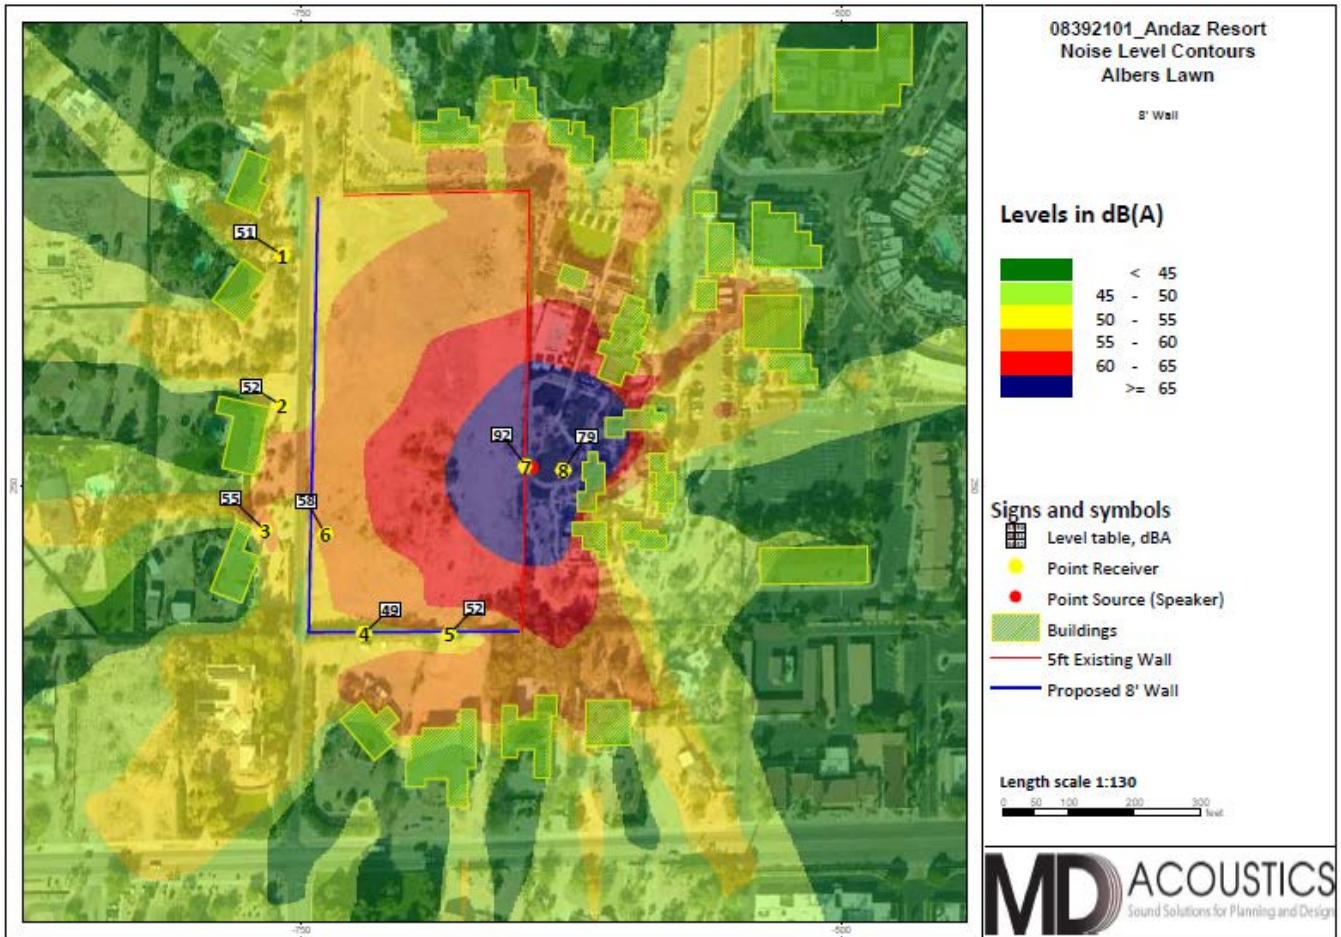 -750
-500
250
250
51
1
52
2
55
3
58
6
92
7
79
8
49
4
52
5
-750
-500
08392101_Andaz Resort
Noise Level Contours
Albers Lawn
8' Wall
Levels in dB(A)
< 45
45 - 50
50 - 55
55 - 60
60 - 65
>= 65
Signs and symbols
Level table, dBA
Point Receiver
Point Source (Speaker)
Buildings
5ft Existing Wall
Proposed 8' Wall
Length scale 1:130
0 50 100 200 300
feet
MD ACOUSTICS
Sound Solutions for Planning and Design